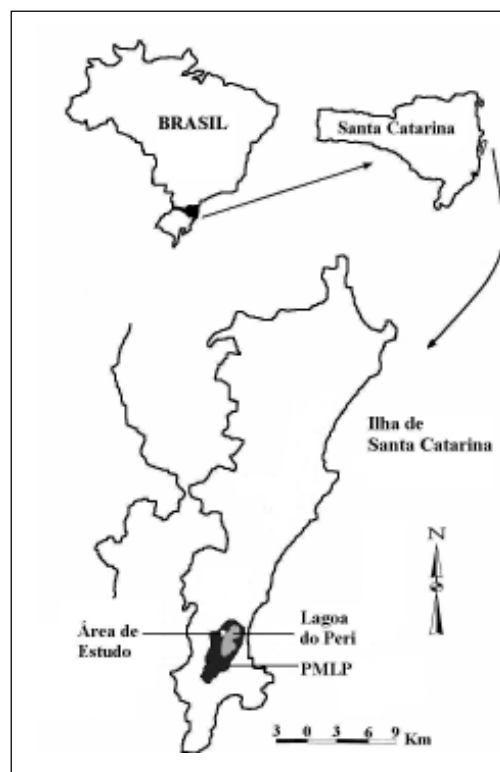 BRASIL
Santa Catarina
Ilha de
Santa Catarina
N
Área de
Estudo
Lagoa
do Peri
PMLP
3 0 3 6 9
Km